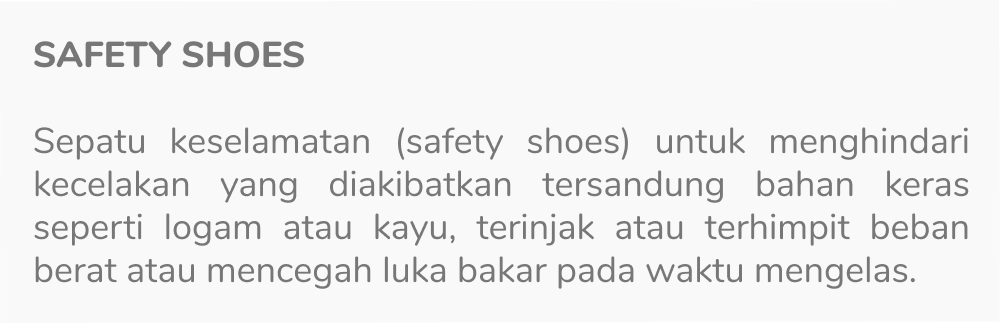 SAFETY SHOES
Sepatu keselamatan (safety shoes) untuk menghindari
kecelakan yang diakibatkan tersandung bahan keras
seperti logam atau kayu, terinjak atau terhimpit beban
berat atau mencegah luka bakar pada waktu mengelas.